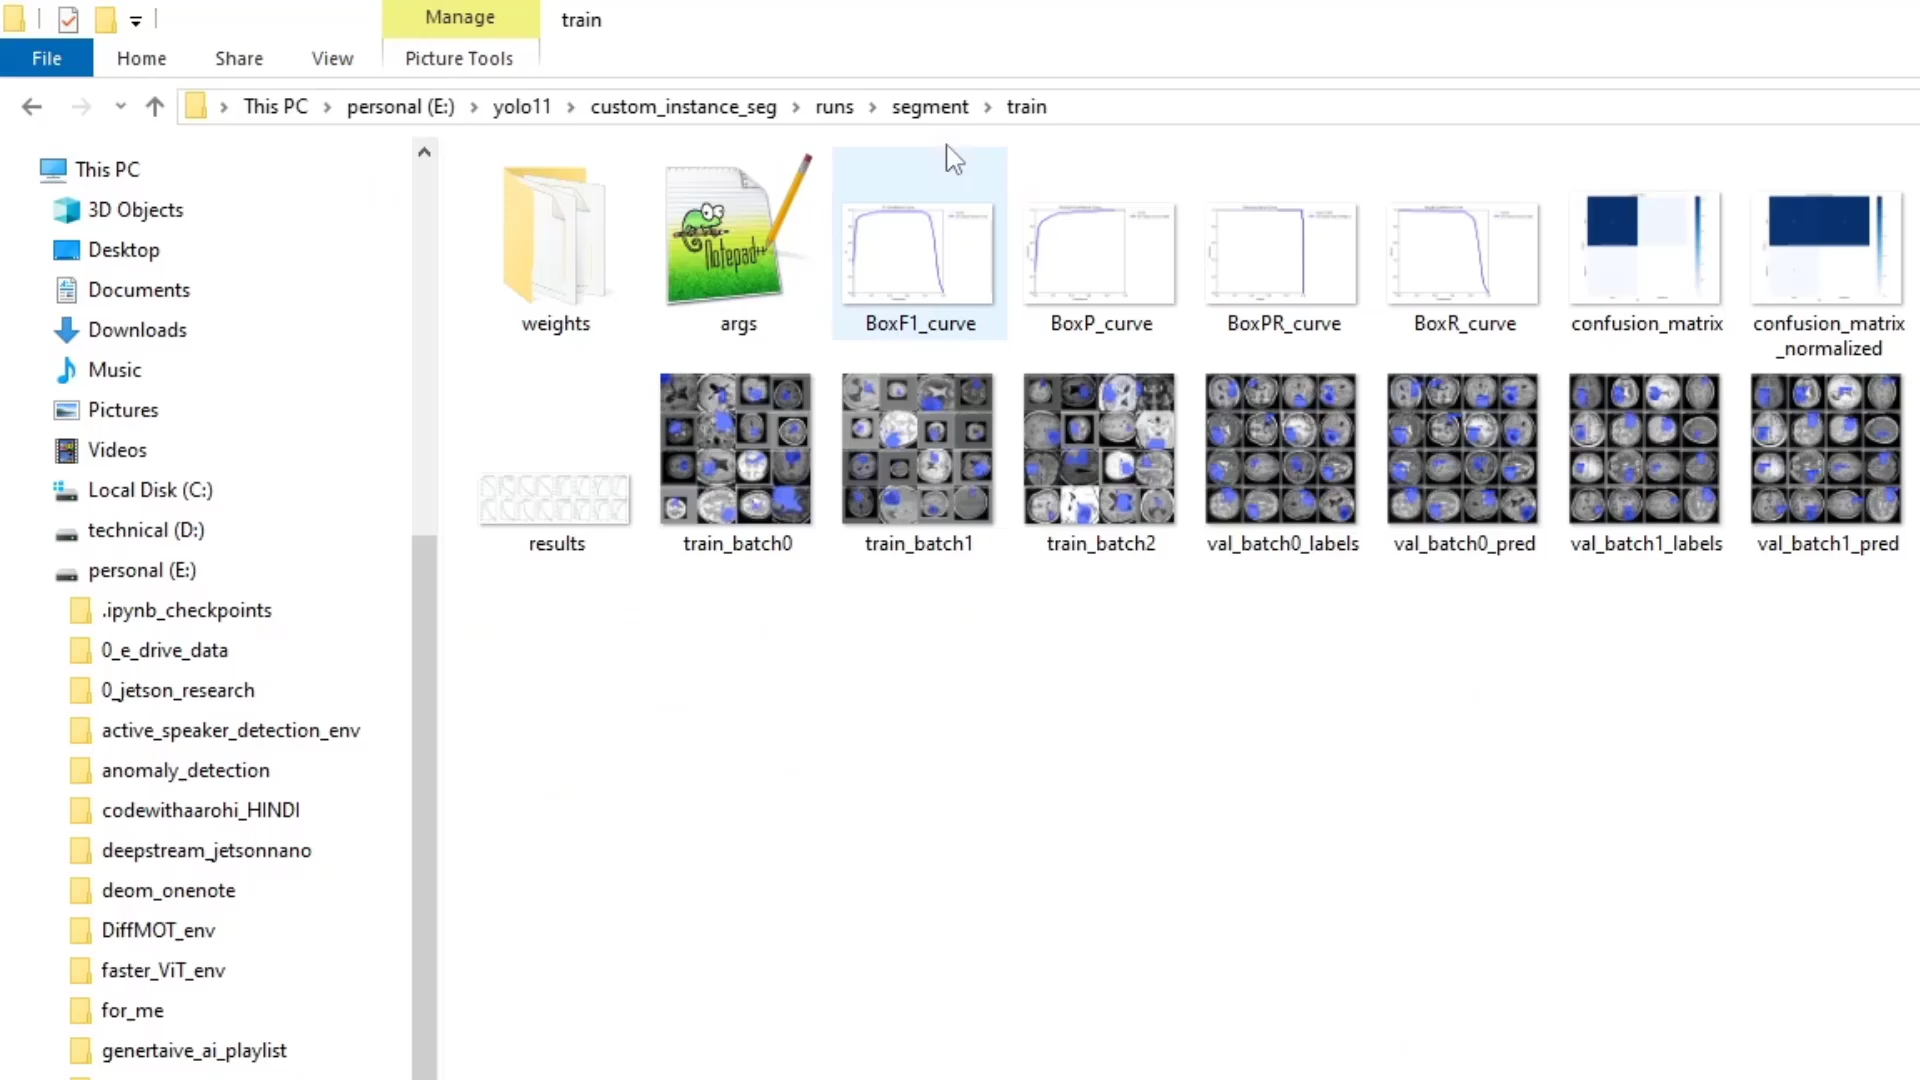 Manage
train
File
Home
Share
View
Picture Tools
This PC
personal (E:)
yolo11
custom_instance_seg
runs
segment
train
This PC
3D Objects
Desktop
Documents
Downloads
Music
Pictures
Videos
Local Disk (C:)
technical (D:)
personal (E:)
.ipynb_checkpoints
0_e_drive_data
0_jetson_research
active_speaker_detection_env
anomaly_detection
codewithaarohi_HINDI
deepstream_jetsonnano
deom_onenote
DiffMOT_env
faster_ViT_env
for_me
genertaive_ai_playlist
Notepad++
weights
args
BoxF1_curve
BoxP_curve
BoxPR_curve
BoxR_curve
confusion_matrix
confusion_matrix
_normalized
results
train_batch0
train_batch1
train_batch2
val_batch0_labels
val_batch0_pred
val_batch1_labels
val_batch1_pred